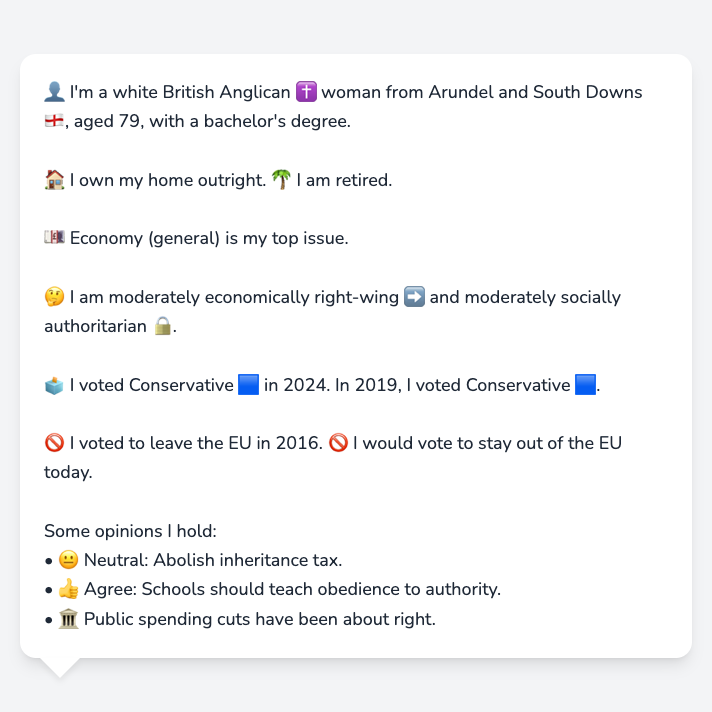 👤 I'm a white British Anglican ✝️ woman from Arundel and South Downs
🏴󠁧󠁢󠁥󠁮󠁧󠁿, aged 79, with a bachelor's degree.
🏠 I own my home outright. 🌴 I am retired.
💷 Economy (general) is my top issue.
🤔 I am moderately economically right-wing ➡️ and moderately socially
authoritarian 🔒.
🗳️ I voted Conservative 🟦 in 2024. In 2019, I voted Conservative 🟦.
🚫 I voted to leave the EU in 2016. 🚫 I would vote to stay out of the EU
today.
Some opinions I hold:
• 😐 Neutral: Abolish inheritance tax.
• 👍 Agree: Schools should teach obedience to authority.
• 🏛️ Public spending cuts have been about right.